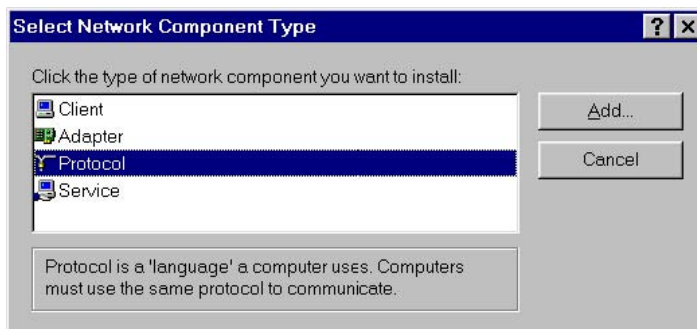 Select Network Component Type
Click the type of network component you want to install:
Client
Adapter
Protocol
Service
Add...
Cancel
Protocol is a 'language' a computer uses. Computers
must use the same protocol to communicate.